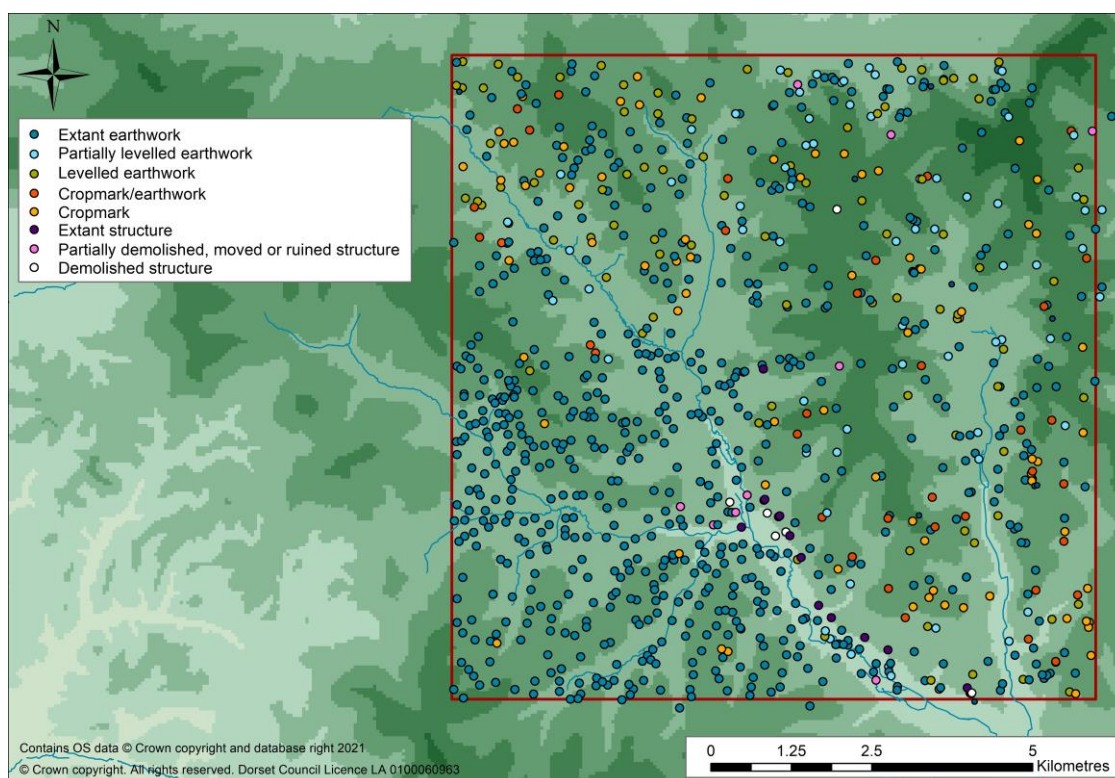 N
Extant earthwork
Partially levelled earthwork
Levelled earthwork
Cropmark/earthwork
Cropmark
Extant structure
Partially demolished, moved or ruined structure
Demolished structure
Contains OS data © Crown copyright and database right 2021
© Crown copyright. All rights reserved. Dorset Council Licence LA 0100060963
0 1.25 2.5 5
Kilometres